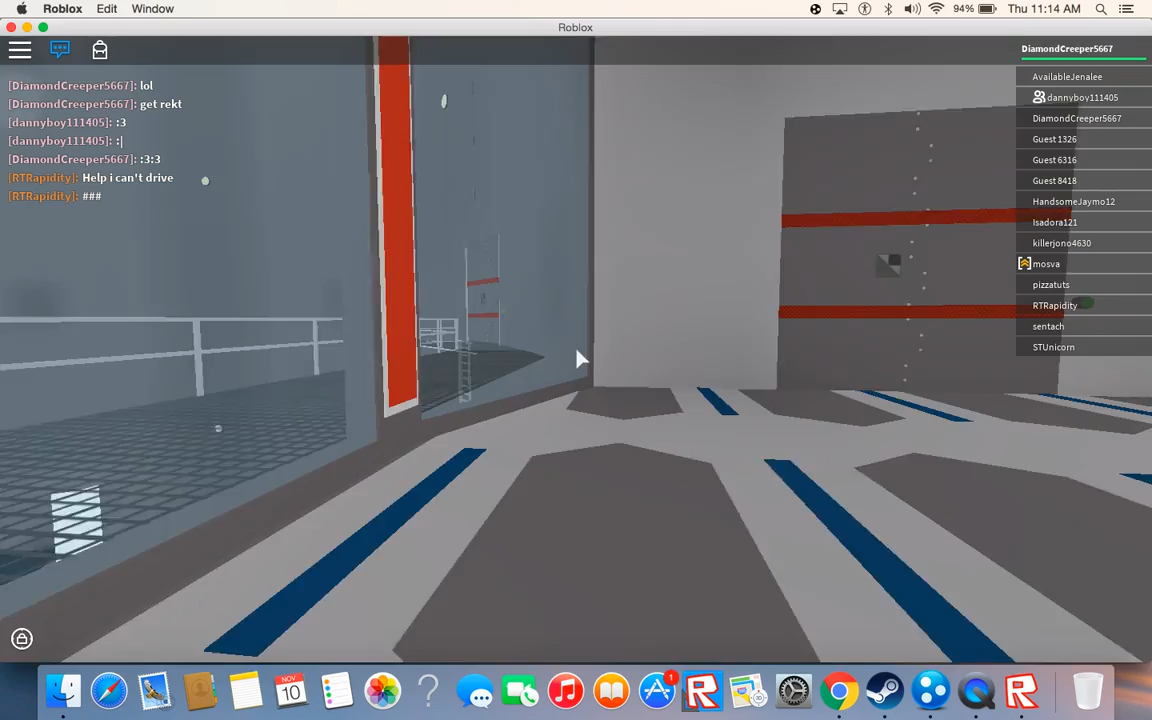 Roblox Edit Window 94% Thu 11:14 AM
Roblox
DiamondCreeper5667
[DiamondCreeper5667]: lol
[DiamondCreeper5667]: get rekt
[dannyboy111405]: :3
[dannyboy111405]: :|
[DiamondCreeper5667]: :3:3
[RTRapidity]: Help i can't drive
[RTRapidity]: ###
AvailableJenalee
dannyboy111405
DiamondCreeper5667
Guest 1326
Guest 6316
Guest 8418
HandsomeJaymo12
Isadora121
killerjono4630
mosva
pizzatuts
RTRapidity
sentach
STUnicorn
NOV
10
1